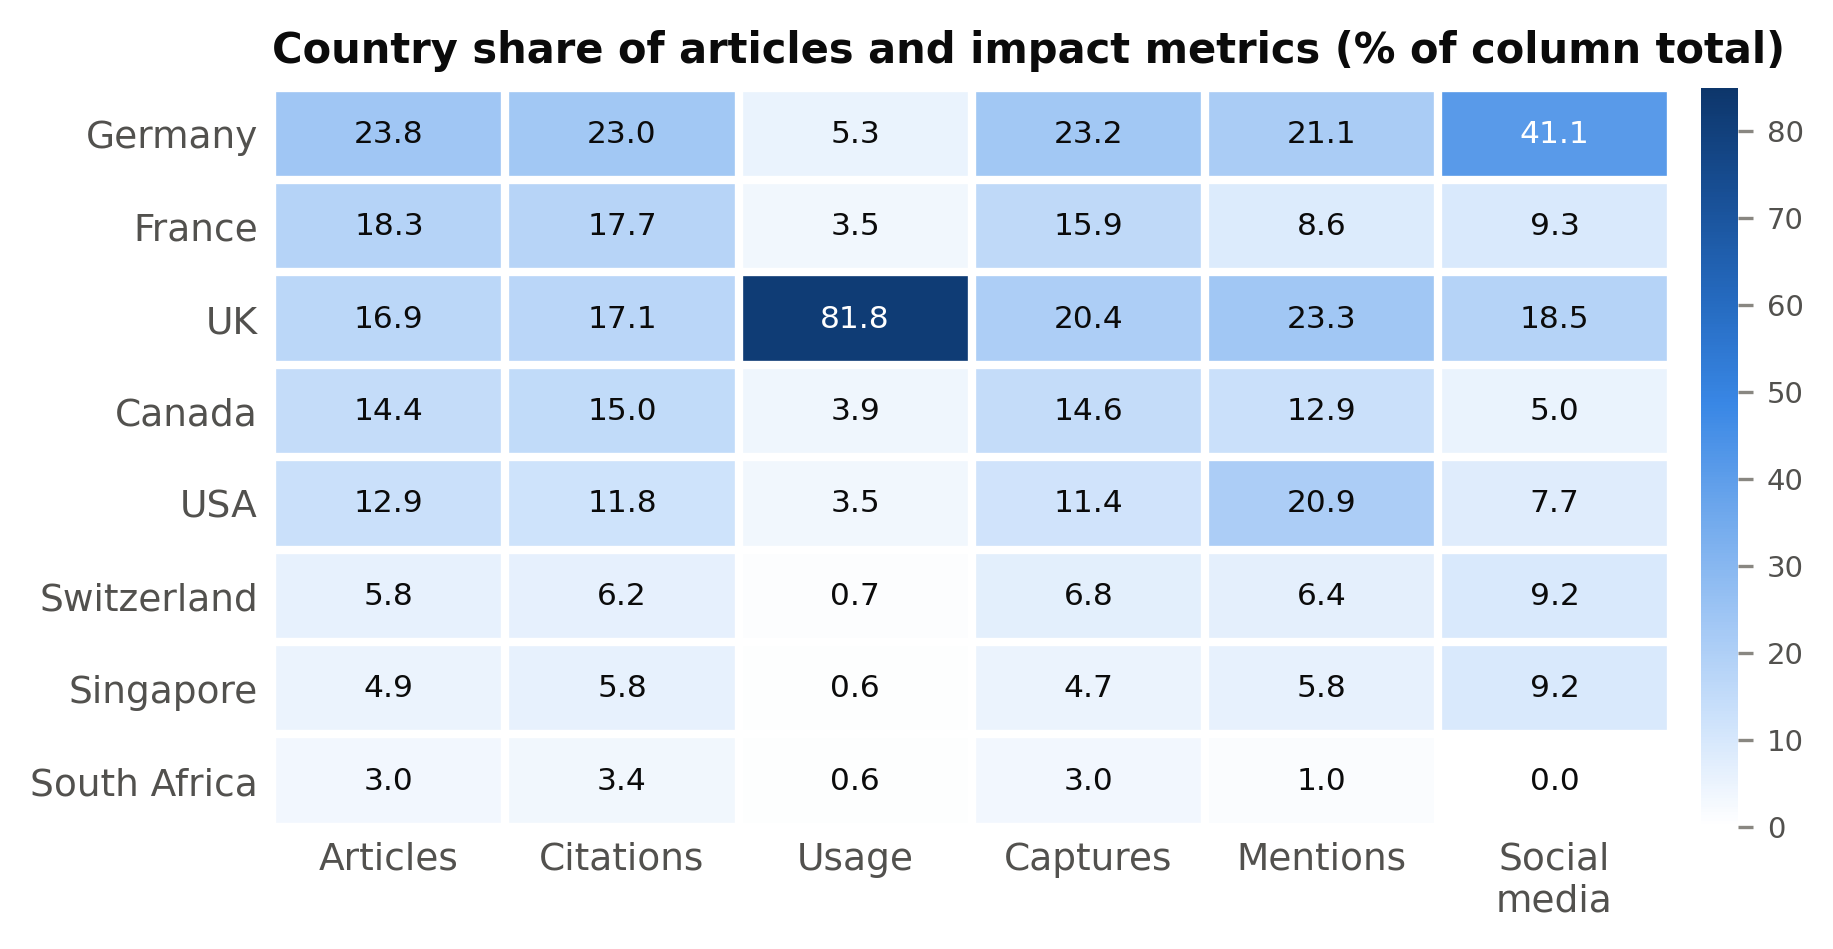 Country share of articles and impact metrics (% of column total)
Germany 23.8 23.0 5.3 23.2 21.1 41.1
France 18.3 17.7 3.5 15.9 8.6 9.3
UK 16.9 17.1 81.8 20.4 23.3 18.5
Canada 14.4 15.0 3.9 14.6 12.9 5.0
USA 12.9 11.8 3.5 11.4 20.9 7.7
Switzerland 5.8 6.2 0.7 6.8 6.4 9.2
Singapore 4.9 5.8 0.6 4.7 5.8 9.2
South Africa 3.0 3.4 0.6 3.0 1.0 0.0
Articles Citations Usage Captures Mentions Social
media
80
70
60
50
40
30
20
10
0